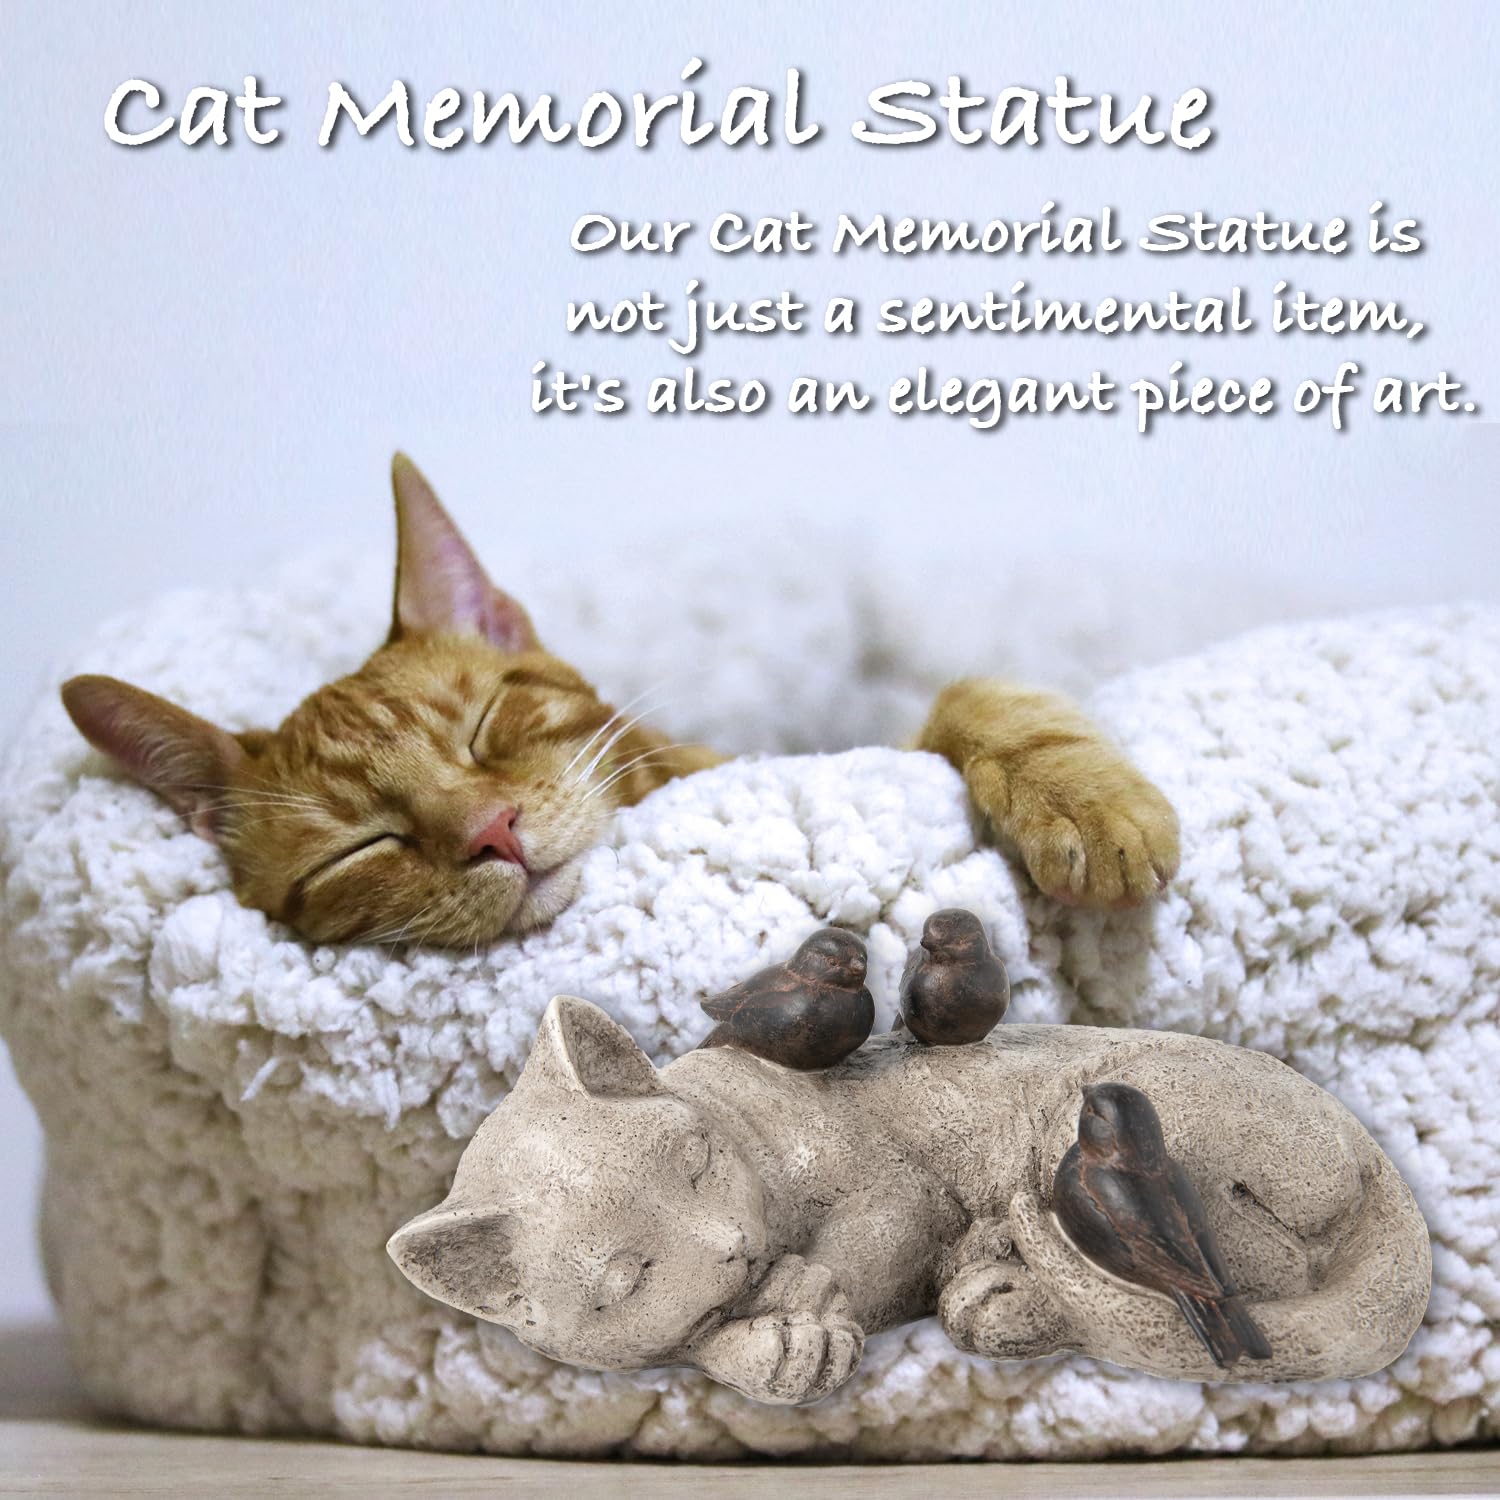 Cat Memorial Statue
Our Cat Memorial Statue is
not just a sentimental item,
it's also an elegant piece of art.